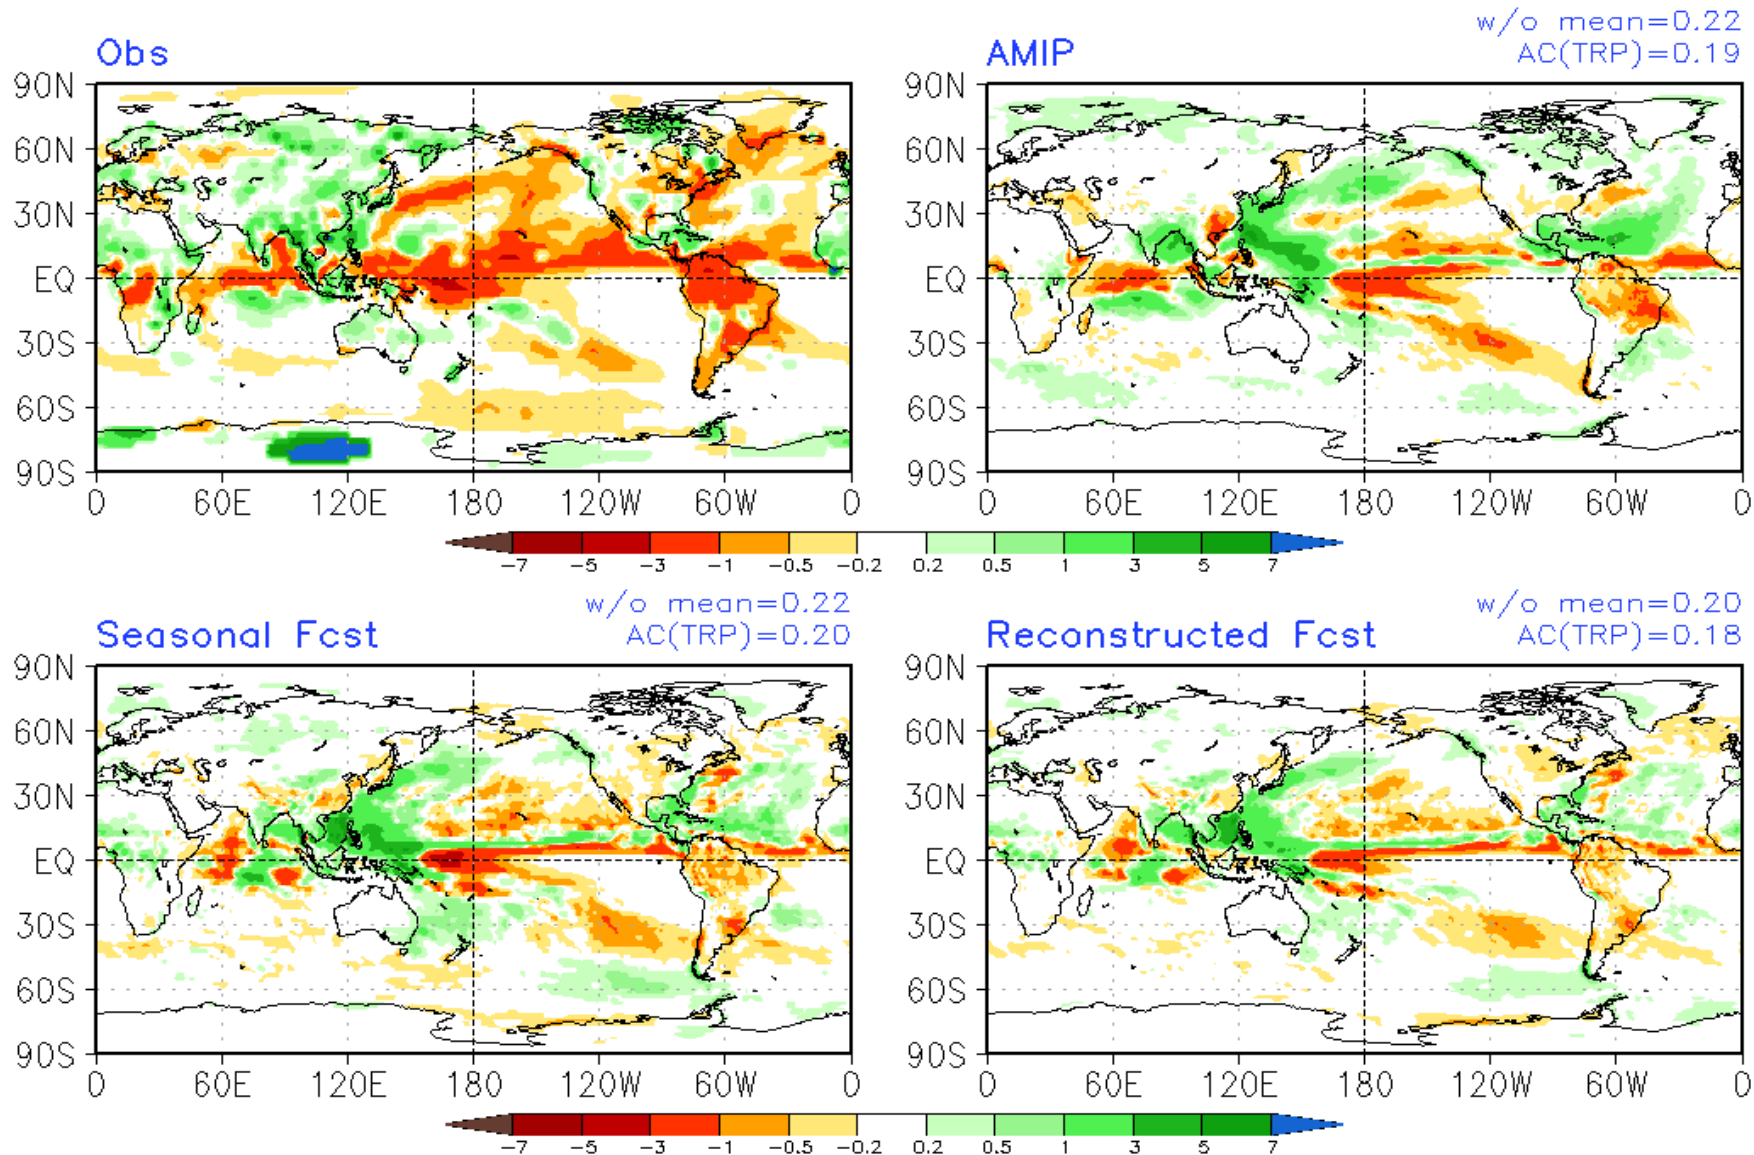 w/o mean=0.22
Obs AMIP AC(TRP)=0.19
90N 90N
60N 60N
30N 30N
EQ EQ
30S 30S
60S 60S
90S 90S
0 60E 120E 180 120W 60W 0 0 60E 120E 180 120W 60W 0
-7 -5 -3 -1 -0.5 -0.2 0.2 0.5 1 3 5 7
w/o mean=0.22 w/o mean=0.20
Seasonal Fcst AC(TRP)=0.20 Reconstructed Fcst AC(TRP)=0.18
90N 90N
60N 60N
30N 30N
EQ EQ
30S 30S
60S 60S
90S 90S
0 60E 120E 180 120W 60W 0 0 60E 120E 180 120W 60W 0
-7 -5 -3 -1 -0.5 -0.2 0.2 0.5 1 3 5 7